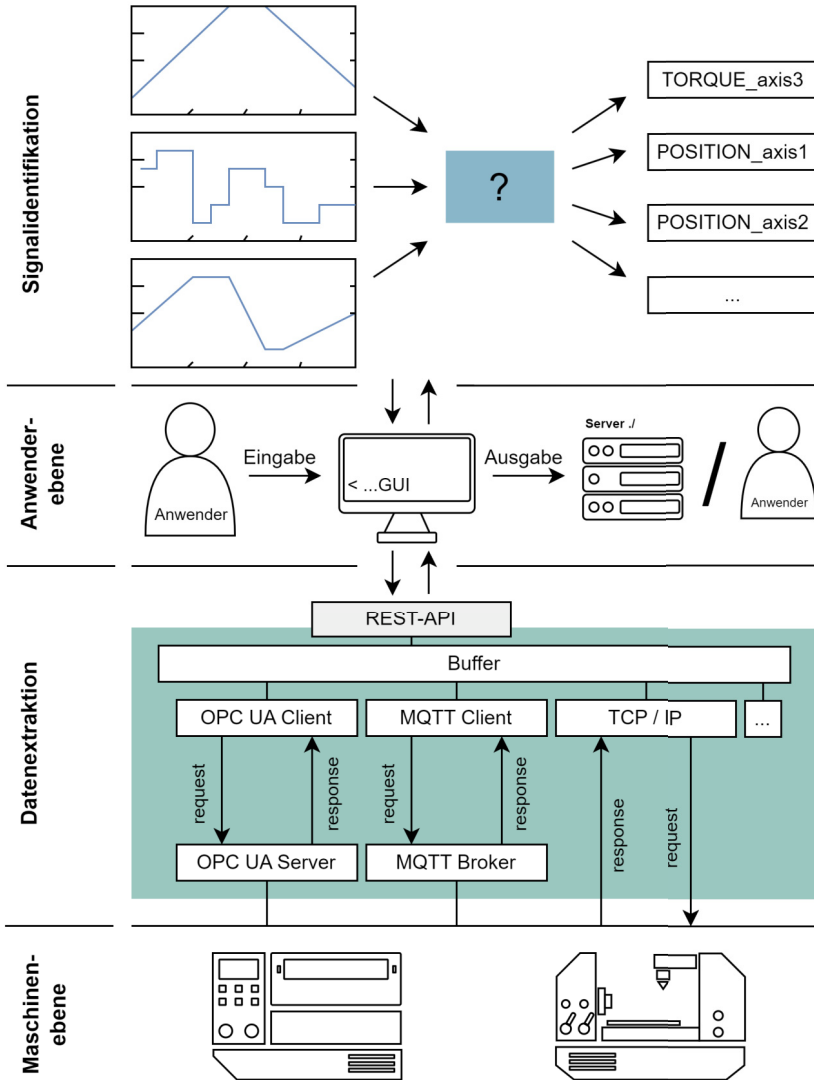 Signalidentifikation
?
TORQUE_axis3
POSITION_axis1
POSITION_axis2
...
Anwender-
ebene
Anwender
Eingabe
< ...GUI
Ausgabe
Server ./
/
Anwender
Datenextraktion
REST-API
Buffer
OPC UA Client
MQTT Client
TCP / IP
...
request
response
request
response
response
request
OPC UA Server
MQTT Broker
Maschinen-
ebene